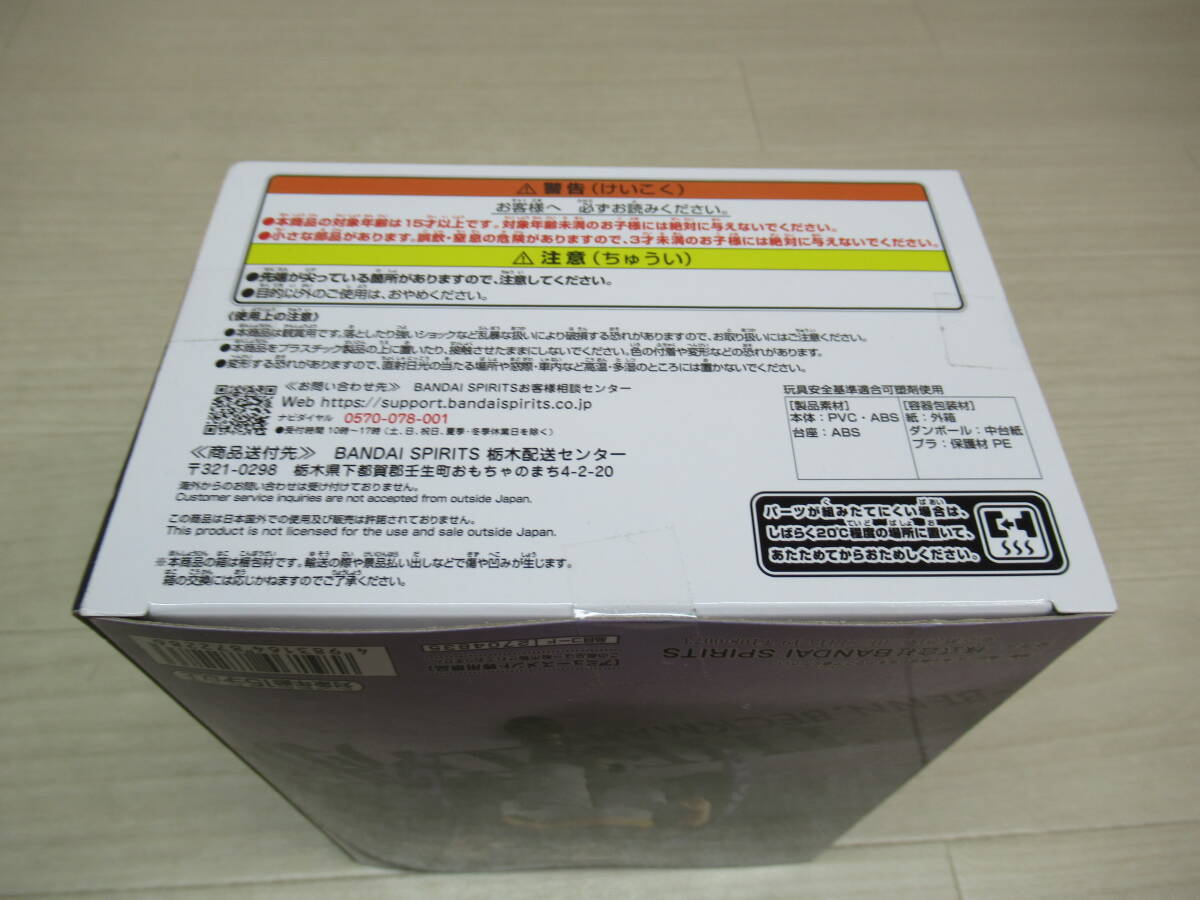 ⚠警告(けいこく)
お客様へ 必ずお読みください。
●本商品の対象年齢は15才以上です。対象年齢未満のお子様には絶対に与えないでください。
●小さな部品があります。誤飲・窒息の危険がありますので、3才未満のお子様には絶対に与えないでください。
⚠注意(ちゅうい)
●先端が尖っている箇所がありますので、注意してください。
●目的以外のご使用は、おやめください。
《使用上の注意》
●本商品は観賞用です。落としたり強いショックなど乱暴な扱いにより破損する恐れがありますので、お取り扱いにはご注意ください。
●本商品をプラスチック製品の上に置いたり、接触させたままにしないでください。色の付着や変形などの恐れがあります。
●変形する恐れがありますので、直射日光の当たる場所や窓際・車内など高温・多湿のところには置かないでください。
≪お問い合わせ先≫ BANDAI SPIRITSお客様相談センター
Web https://support.bandaispirits.co.jp
ナビダイヤル 0570-078-001
●受付時間 10時～17時(土、日、祝日、夏季・冬季休業日を除く)
≪商品送付先≫ BANDAI SPIRITS 栃木配送センター
〒321-0298 栃木県下都賀郡壬生町おもちゃのまち4-2-20
海外からのお問い合わせは受け付けておりません。
Customer service inquiries are not accepted from outside Japan.
この商品は日本国外での使用及び販売は許諾されておりません。
This product is not licensed for the use and sale outside Japan.
※本商品の箱は梱包材です。輸送の際や景品払い出しなどで傷や凹みが生じます。
箱の交換には応じかねますのでご了承ください。
玩具安全基準適合可塑剤使用
[製品素材]
本体:PVC・ABS
台座:ABS
[容器包装材]
紙:外箱
ダンボール:中台紙
プラ:保護材 PE
パーツが組みたてにくい場合は、
しばらく20℃程度の場所に置いて、
あたためてからおためしください。
株式会社BANDAI SPIRITS
[アミューズメント専用景品]